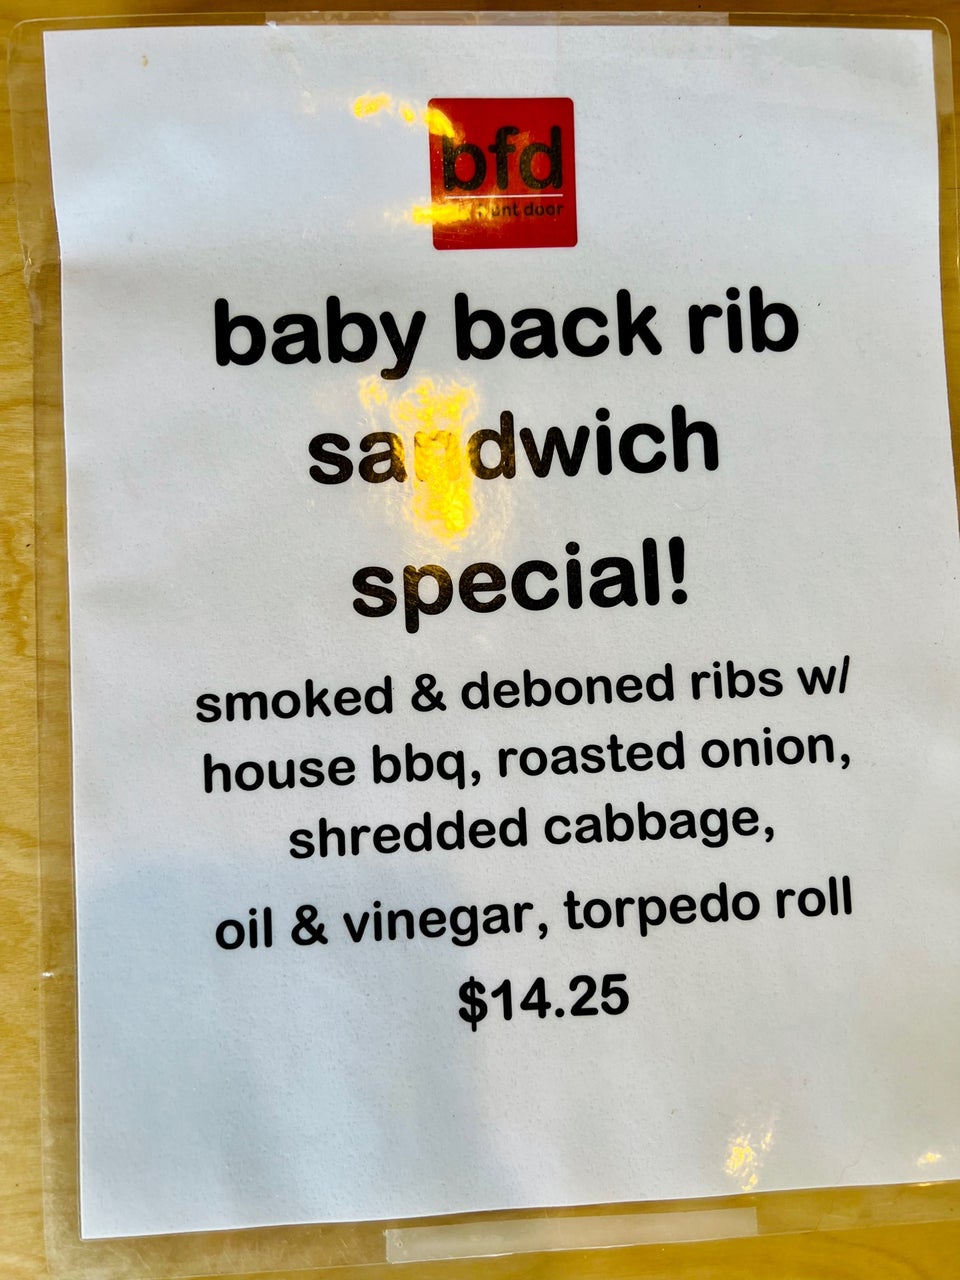 bfd
door
baby back rib
sandwich
special!
smoked & deboned ribs w/
house bbq, roasted onion,
shredded cabbage,
oil & vinegar, torpedo roll
$14.25